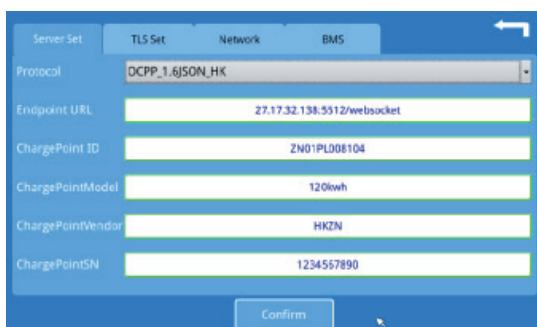 Server Set TLS Set Network BMS
Protocol OCPP_1.6JSON_HK
Endpoint URL 27.17.32.138:5512/websocket
ChargePoint ID ZN01PL008104
ChargePointModel 120kwh
ChargePointVendor HKZN
ChargePointSN 1234567890
Confirm